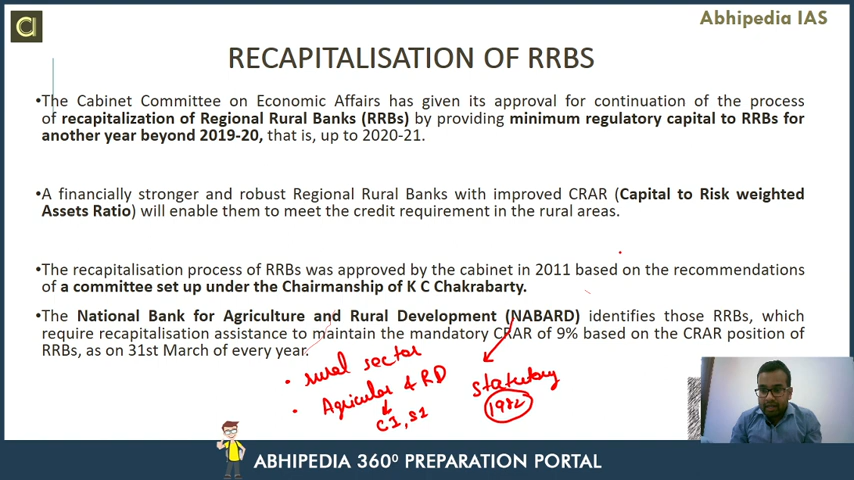 Abhipedia IAS
RECAPITALISATION OF RRBS
•The Cabinet Committee on Economic Affairs has given its approval for continuation of the process
of recapitalization of Regional Rural Banks (RRBs) by providing minimum regulatory capital to RRBs for
another year beyond 2019-20, that is, up to 2020-21.
•A financially stronger and robust Regional Rural Banks with improved CRAR (Capital to Risk weighted
Assets Ratio) will enable them to meet the credit requirement in the rural areas.
•The recapitalisation process of RRBs was approved by the cabinet in 2011 based on the recommendations
of a committee set up under the Chairmanship of K C Chakrabarty.
•The National Bank for Agriculture and Rural Development (NABARD) identifies those RRBs, which
require recapitalisation assistance to maintain the mandatory CRAR of 9% based on the CRAR position of
RRBs, as on 31st March of every year.
• rural sector
• Agricular & RD
CI, SI
Statutory
1982
ABHIPEDIA 360⁰ PREPARATION PORTAL